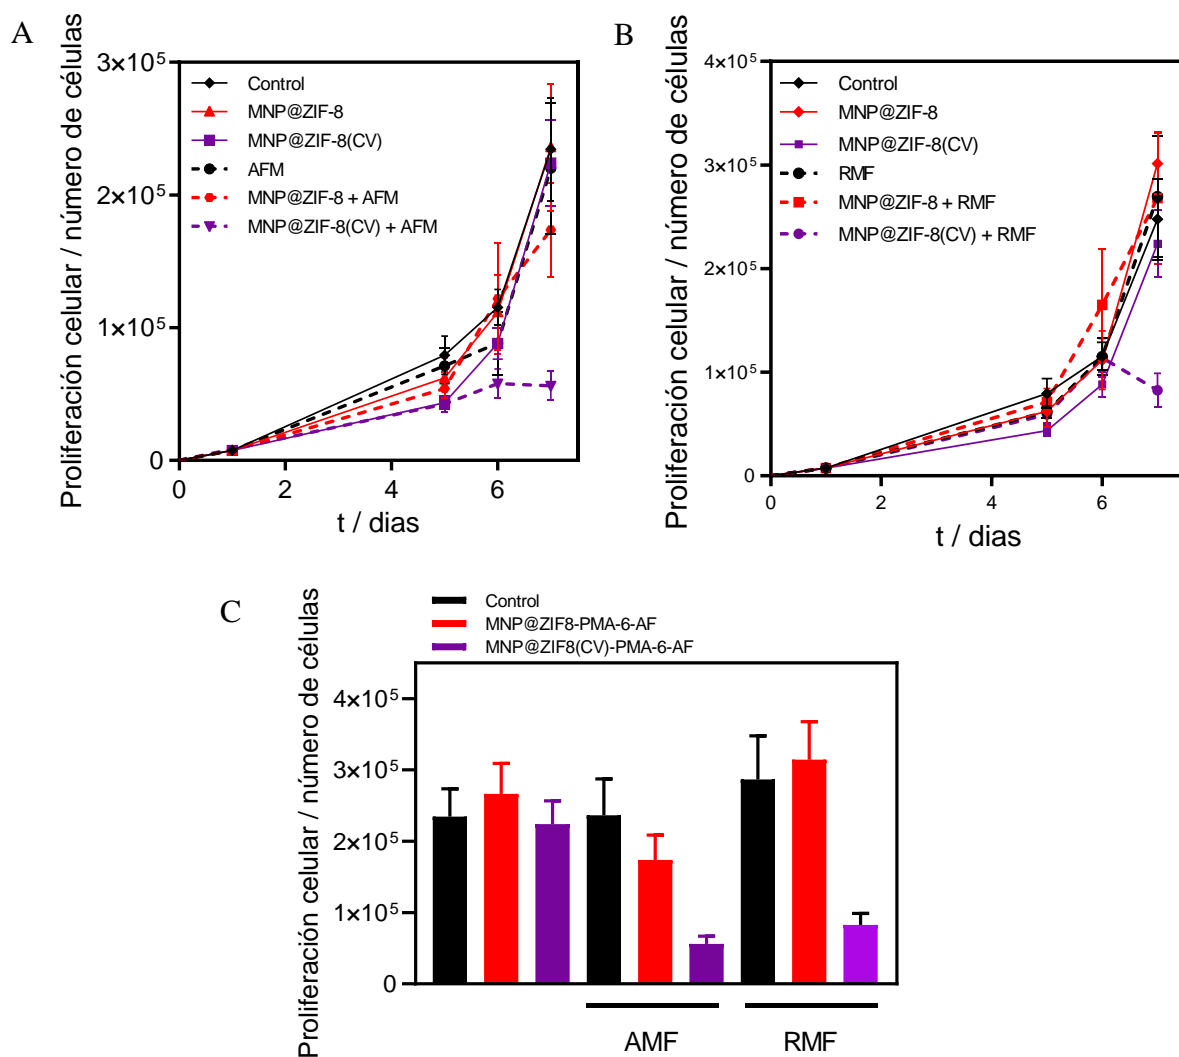 A
Proliferación celular / número de células
3×10⁵
2×10⁵
1×10⁵
0
Control
MNP@ZIF-8
MNP@ZIF-8(CV)
AFM
MNP@ZIF-8 + AFM
MNP@ZIF-8(CV) + AFM
0 2 4 6
t / dias
B
Proliferación celular / número de células
4×10⁵
3×10⁵
2×10⁵
1×10⁵
0
Control
MNP@ZIF-8
MNP@ZIF-8(CV)
RMF
MNP@ZIF-8 + RMF
MNP@ZIF-8(CV) + RMF
0 2 4 6
t / dias
C
Proliferación celular / número de células
Control
MNP@ZIF8-PMA-6-AF
MNP@ZIF8(CV)-PMA-6-AF
4×10⁵
3×10⁵
2×10⁵
1×10⁵
0
AMF RMF